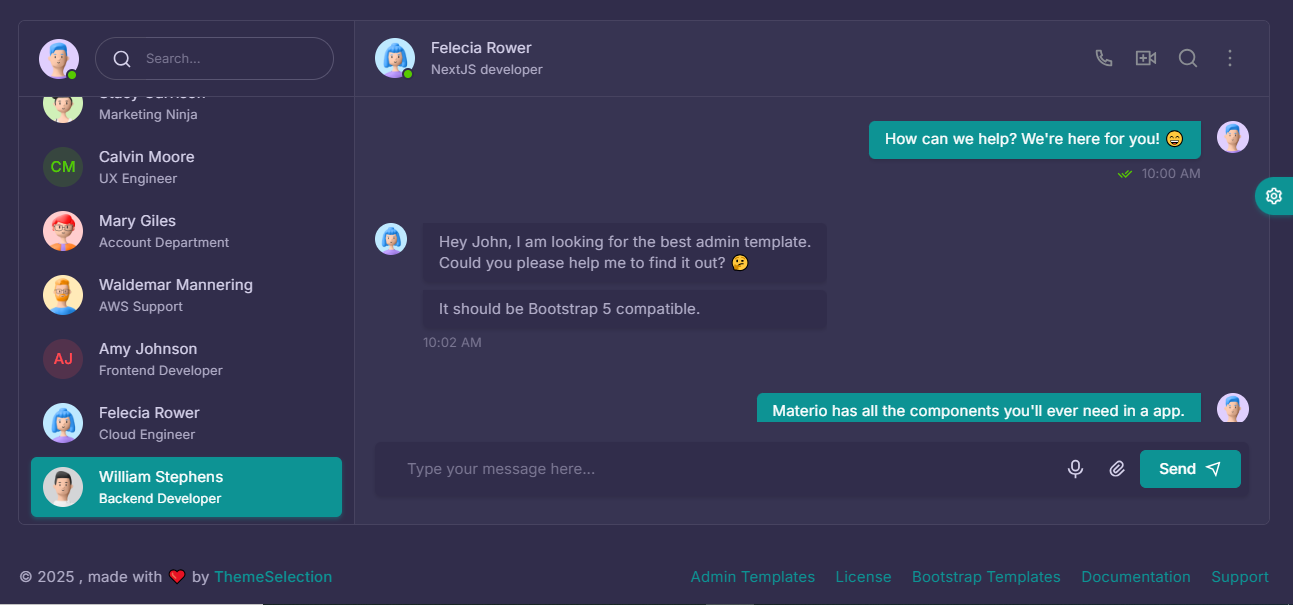 Search...
Marketing Ninja
CM
Calvin Moore
UX Engineer
Mary Giles
Account Department
Waldemar Mannering
AWS Support
AJ
Amy Johnson
Frontend Developer
Felecia Rower
Cloud Engineer
William Stephens
Backend Developer
Felecia Rower
NextJS developer
How can we help? We're here for you! 😄
10:00 AM
Hey John, I am looking for the best admin template.
Could you please help me to find it out? 🤔
It should be Bootstrap 5 compatible.
10:02 AM
Materio has all the components you'll ever need in a app.
Type your message here...
Send
© 2025 , made with ❤️ by ThemeSelection
Admin Templates License Bootstrap Templates Documentation Support